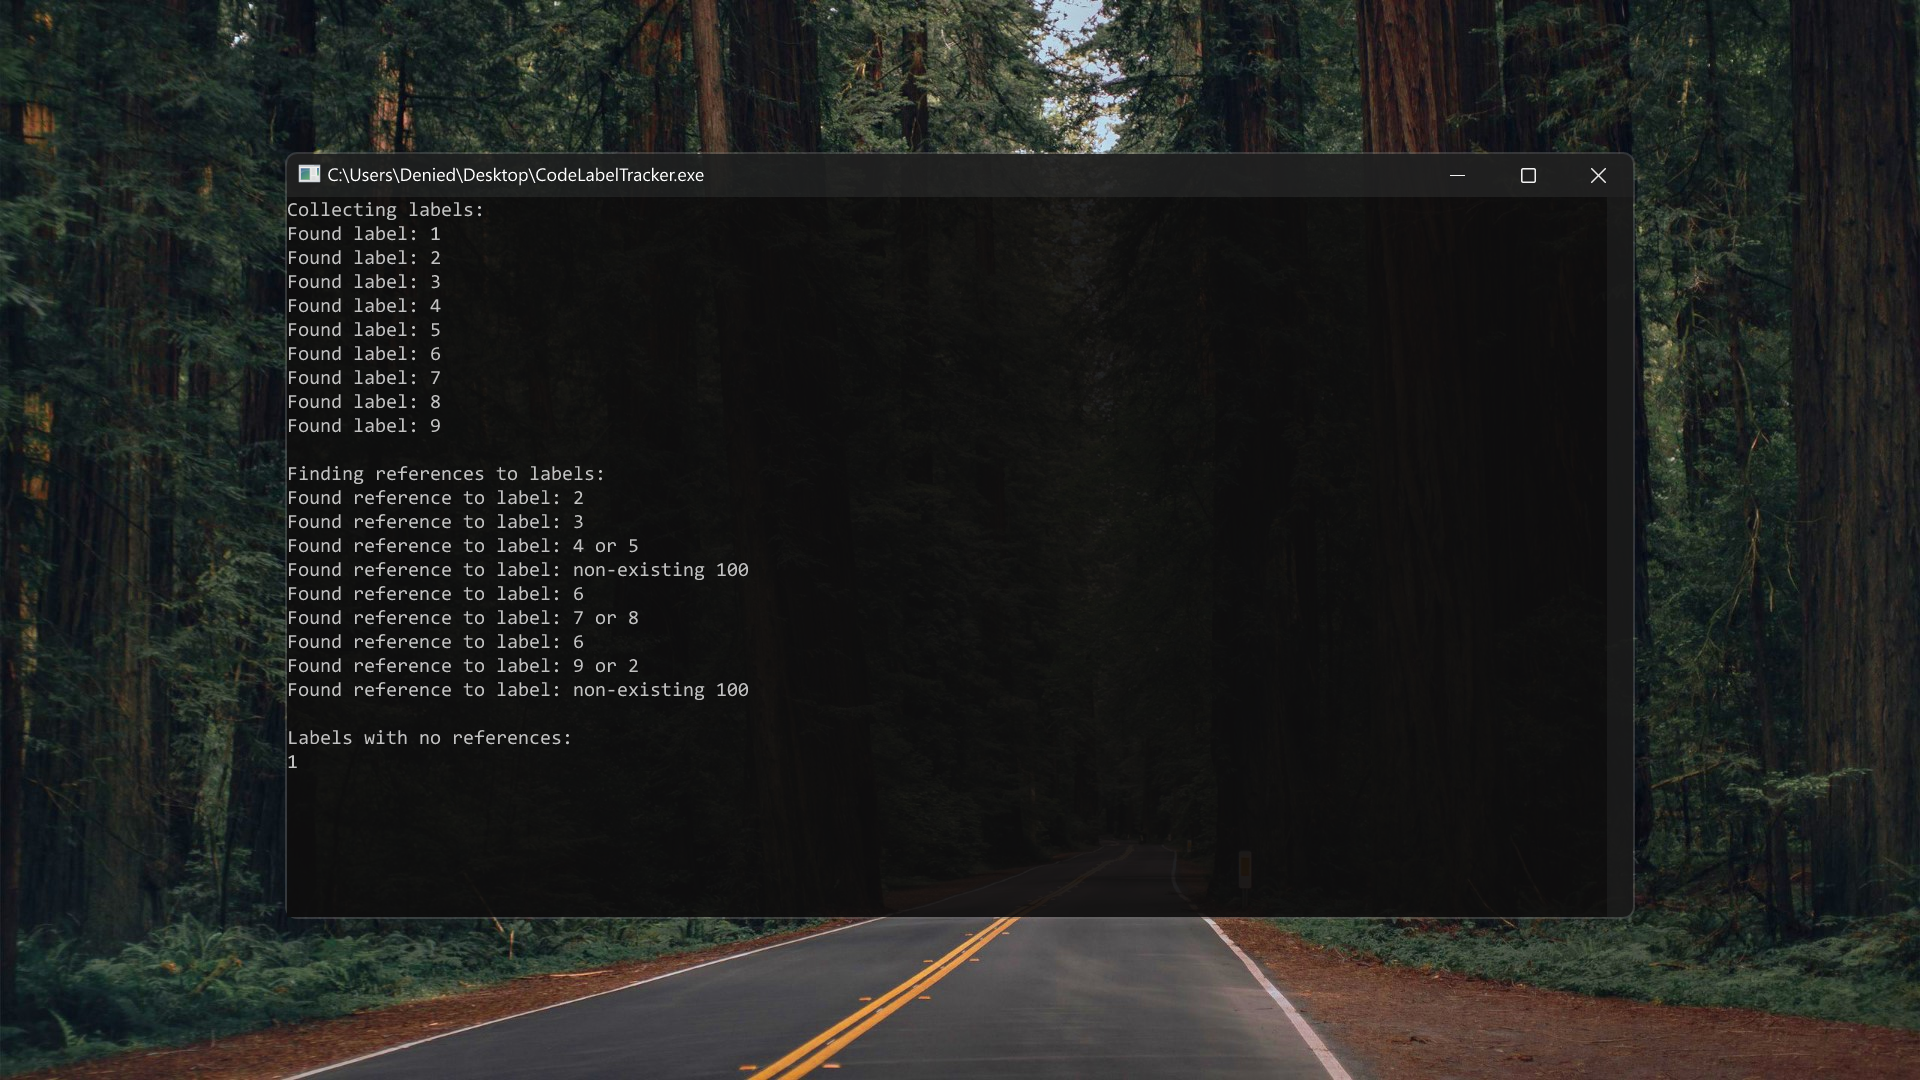 C:\Users\Denied\Desktop\CodeLabelTracker.exe
Collecting labels:
Found label: 1
Found label: 2
Found label: 3
Found label: 4
Found label: 5
Found label: 6
Found label: 7
Found label: 8
Found label: 9
Finding references to labels:
Found reference to label: 2
Found reference to label: 3
Found reference to label: 4 or 5
Found reference to label: non-existing 100
Found reference to label: 6
Found reference to label: 7 or 8
Found reference to label: 6
Found reference to label: 9 or 2
Found reference to label: non-existing 100
Labels with no references:
1